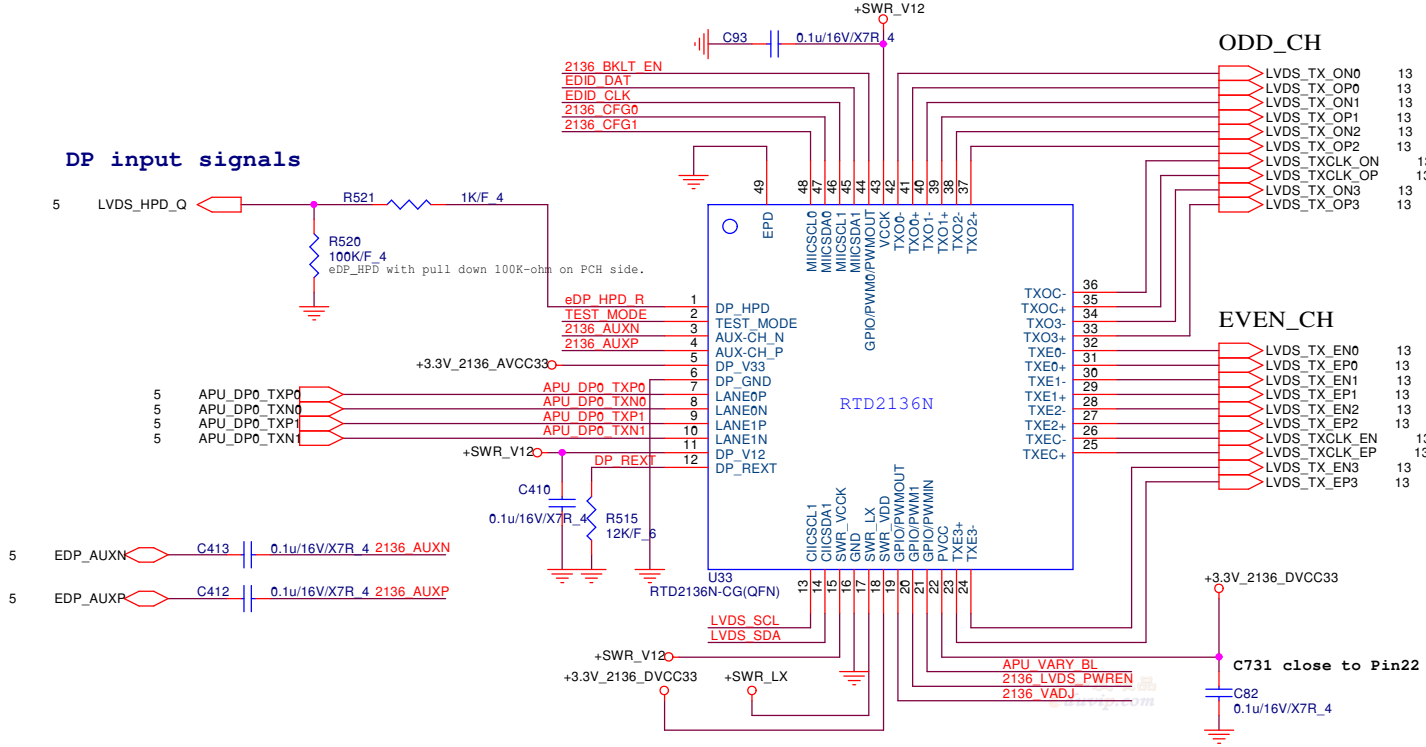 +SWR_V12
C93
0.1u/16V/X7R_4
ODD_CH
2136_BKLT_EN
EDID_DAT
EDID_CLK
2136_CFG0
2136_CFG1
LVDS_TX_ON0 13
LVDS_TX_OP0 13
LVDS_TX_ON1 13
LVDS_TX_OP1 13
LVDS_TX_ON2 13
LVDS_TX_OP2 13
LVDS_TXCLK_ON 13
LVDS_TXCLK_OP 13
LVDS_TX_ON3 13
LVDS_TX_OP3 13
DP input signals
5 LVDS_HPD_Q
R521
1K/F_4
R520
100K/F_4
eDP_HPD with pull down 100K-ohm on PCH side.
49
48
47
46
45
44
43
42
41
40
39
38
37
EPD
MIICSCL0
MIICSDA0
MIICSCL1
MIICSDA1
GPIO/PWM0/PWMOUT
VCCK
TXO0-
TXO0+
TXO1-
TXO1+
TXO2-
TXO2+
eDP_HPD_R 1 DP_HPD
TEST_MODE 2 TEST_MODE
2136_AUXN 3 AUX-CH_N
2136_AUXP 4 AUX-CH_P
+3.3V_2136_AVCC33 5 DP_V33
6 DP_GND
5 APU_DP0_TXP0 APU_DP0_TXP0 7 LANE0P
5 APU_DP0_TXN0 APU_DP0_TXN0 8 LANE0N
5 APU_DP0_TXP1 APU_DP0_TXP1 9 LANE1P
5 APU_DP0_TXN1 APU_DP0_TXN1 10 LANE1N
+SWR_V12 11 DP_V12
DP_REXT 12 DP_REXT
RTD2136N
TXOC- 36
TXOC+ 35
TXO3- 34
TXO3+ 33
TXE0- 32
TXE0+ 31
TXE1- 30
TXE1+ 29
TXE2- 28
TXE2+ 27
TXEC- 26
TXEC+ 25
EVEN_CH
LVDS_TX_EN0 13
LVDS_TX_EP0 13
LVDS_TX_EN1 13
LVDS_TX_EP1 13
LVDS_TX_EN2 13
LVDS_TX_EP2 13
LVDS_TXCLK_EN 13
LVDS_TXCLK_EP 13
LVDS_TX_EN3 13
LVDS_TX_EP3 13
C410
0.1u/16V/X7R_4
R515
12K/F_6
5 EDP_AUXN
C413
0.1u/16V/X7R_4
2136_AUXN
5 EDP_AUXP
C412
0.1u/16V/X7R_4
2136_AUXP
CIICSCL1
CIICSDA1
SWR_VCCK
GND
SWR_LX
SWR_VDD
GPIO/PWMOUT
GPIO/PWM1
GPIO/PWMIN
PVCC
TXE3+
TXE3-
U33
RTD2136N-CG(QFN)
13
14
15
16
17
18
19
20
21
22
23
24
LVDS_SCL
LVDS_SDA
+SWR_V12
+3.3V_2136_DVCC33
+SWR_LX
APU_VARY_BL
2136_LVDS_PWREN
2136_VADJ
+3.3V_2136_DVCC33
C731 close to Pin22
C82
0.1u/16V/X7R_4